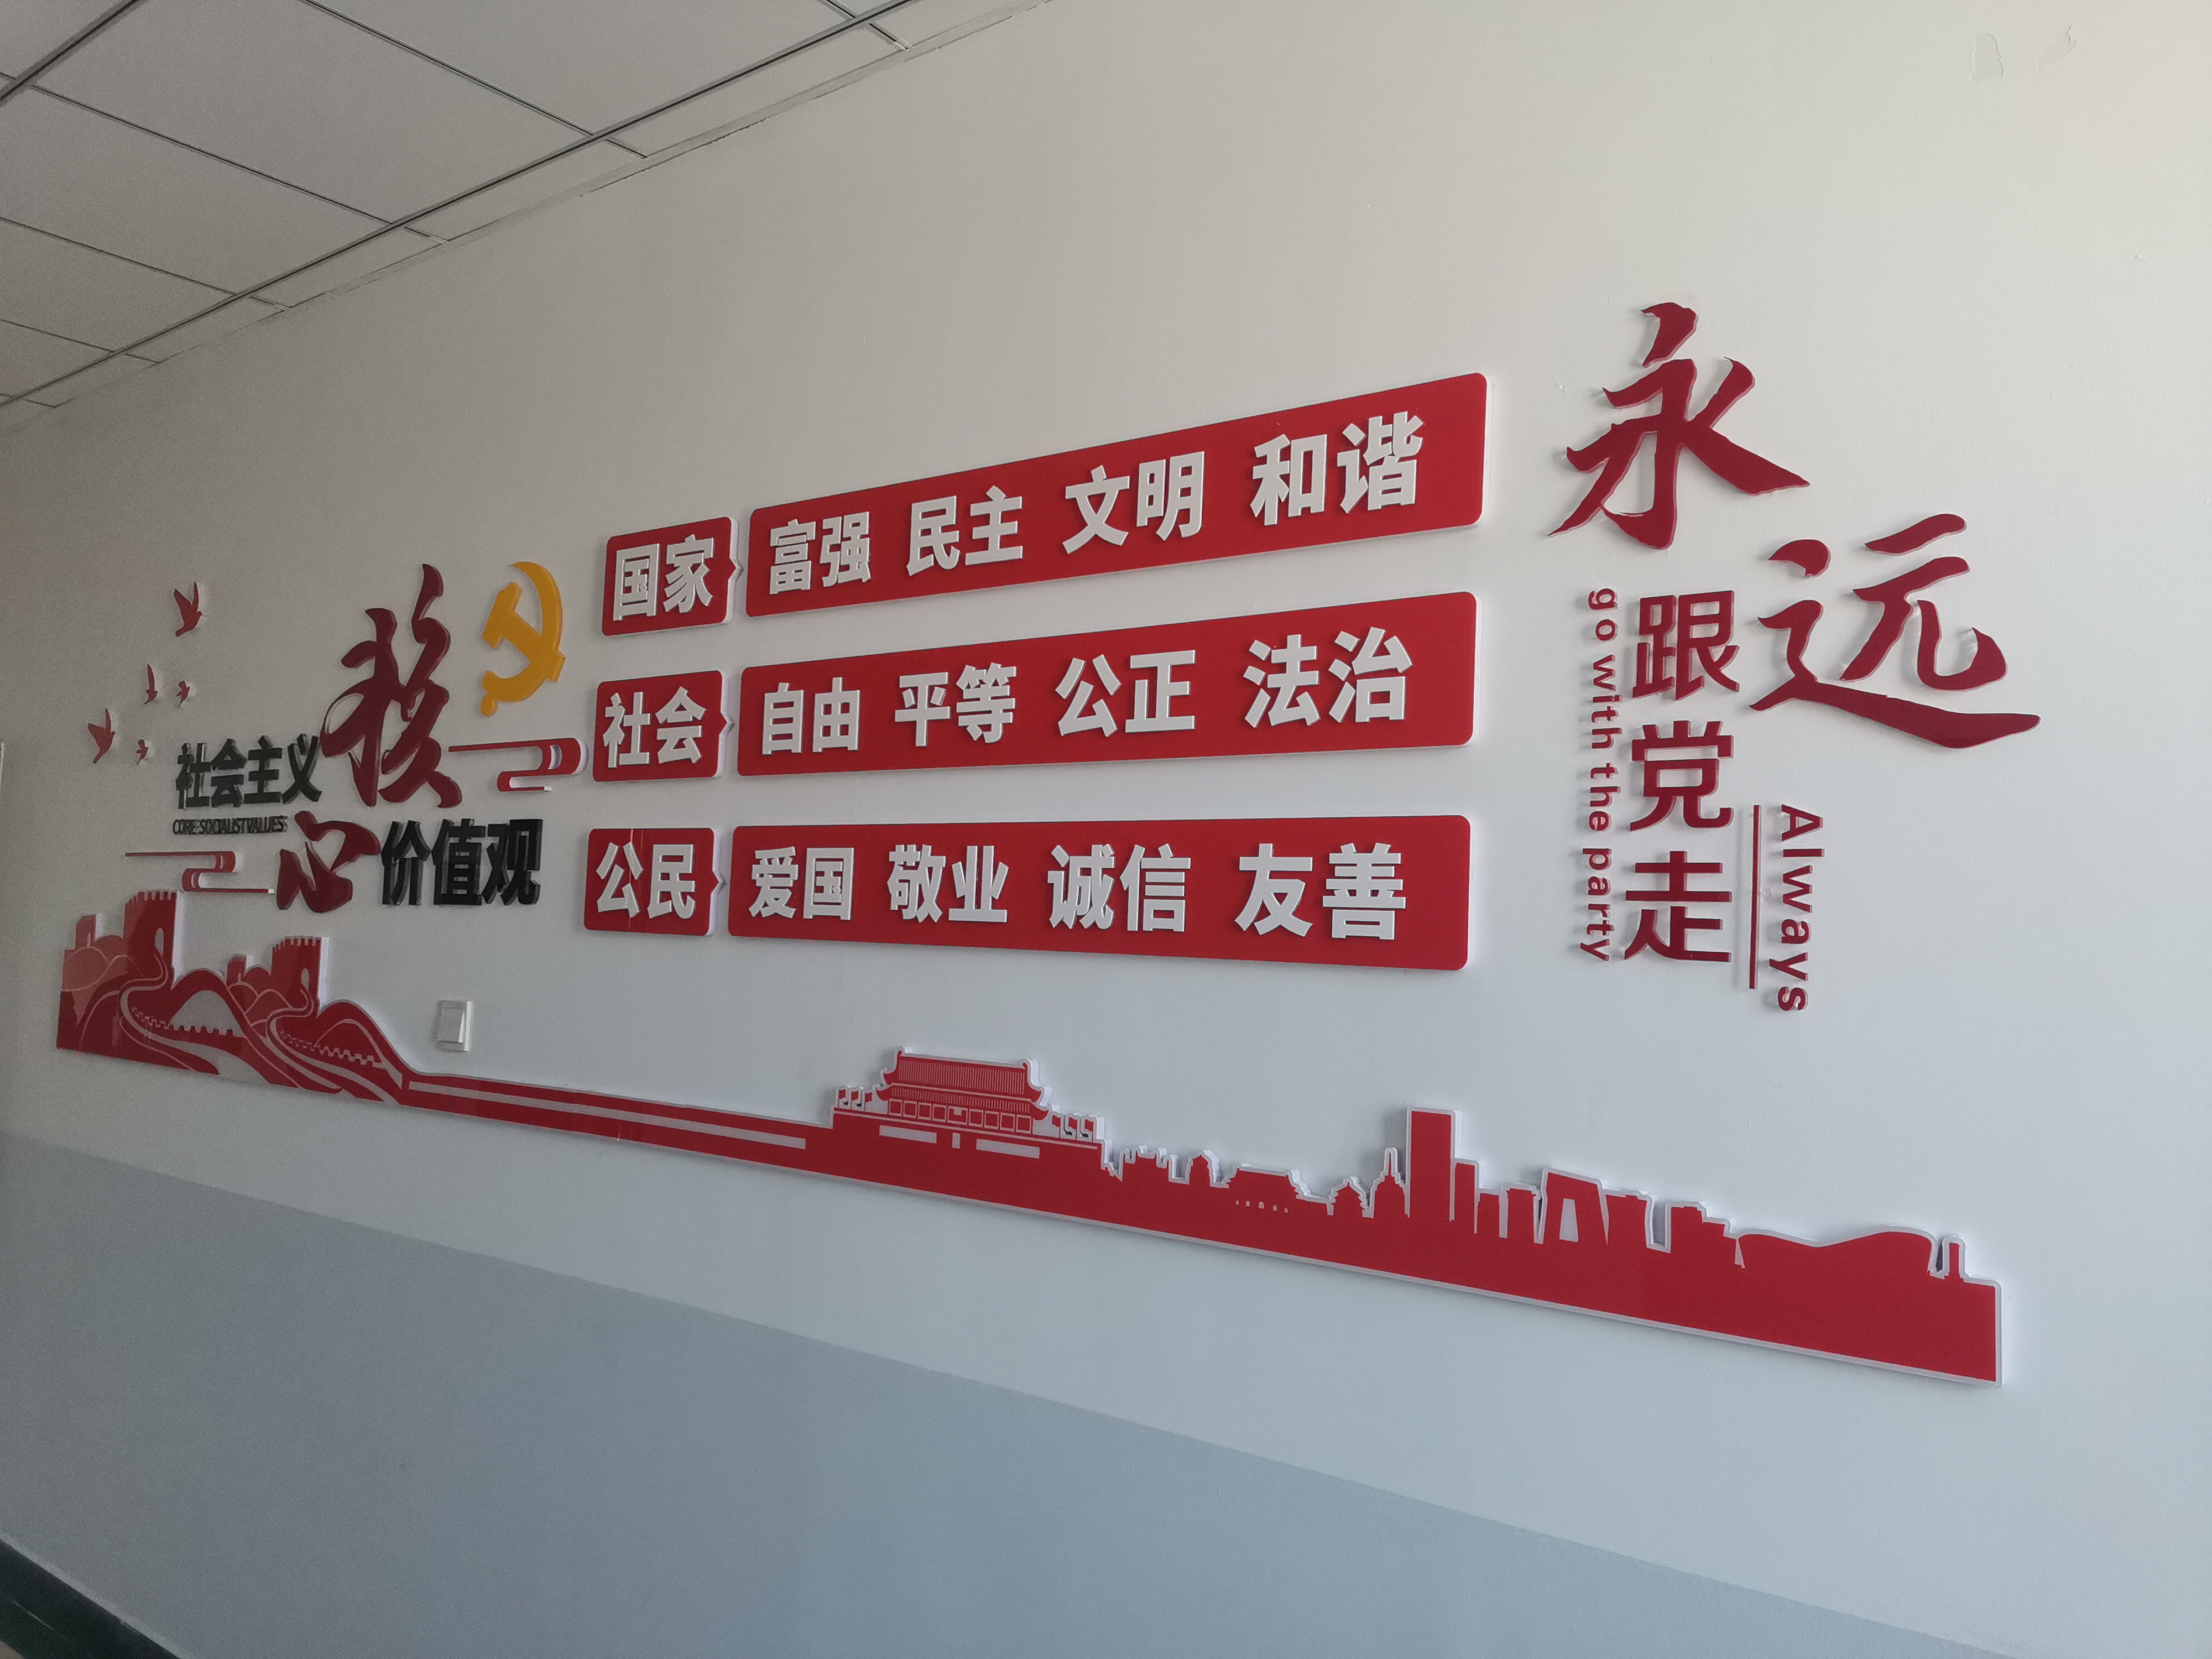 社会主义
核心
CORE SOCIALIST VALUES
价值观
国家 富强 民主 文明 和谐
社会 自由 平等 公正 法治
公民 爱国 敬业 诚信 友善
永远
跟党走
Always
go with the party